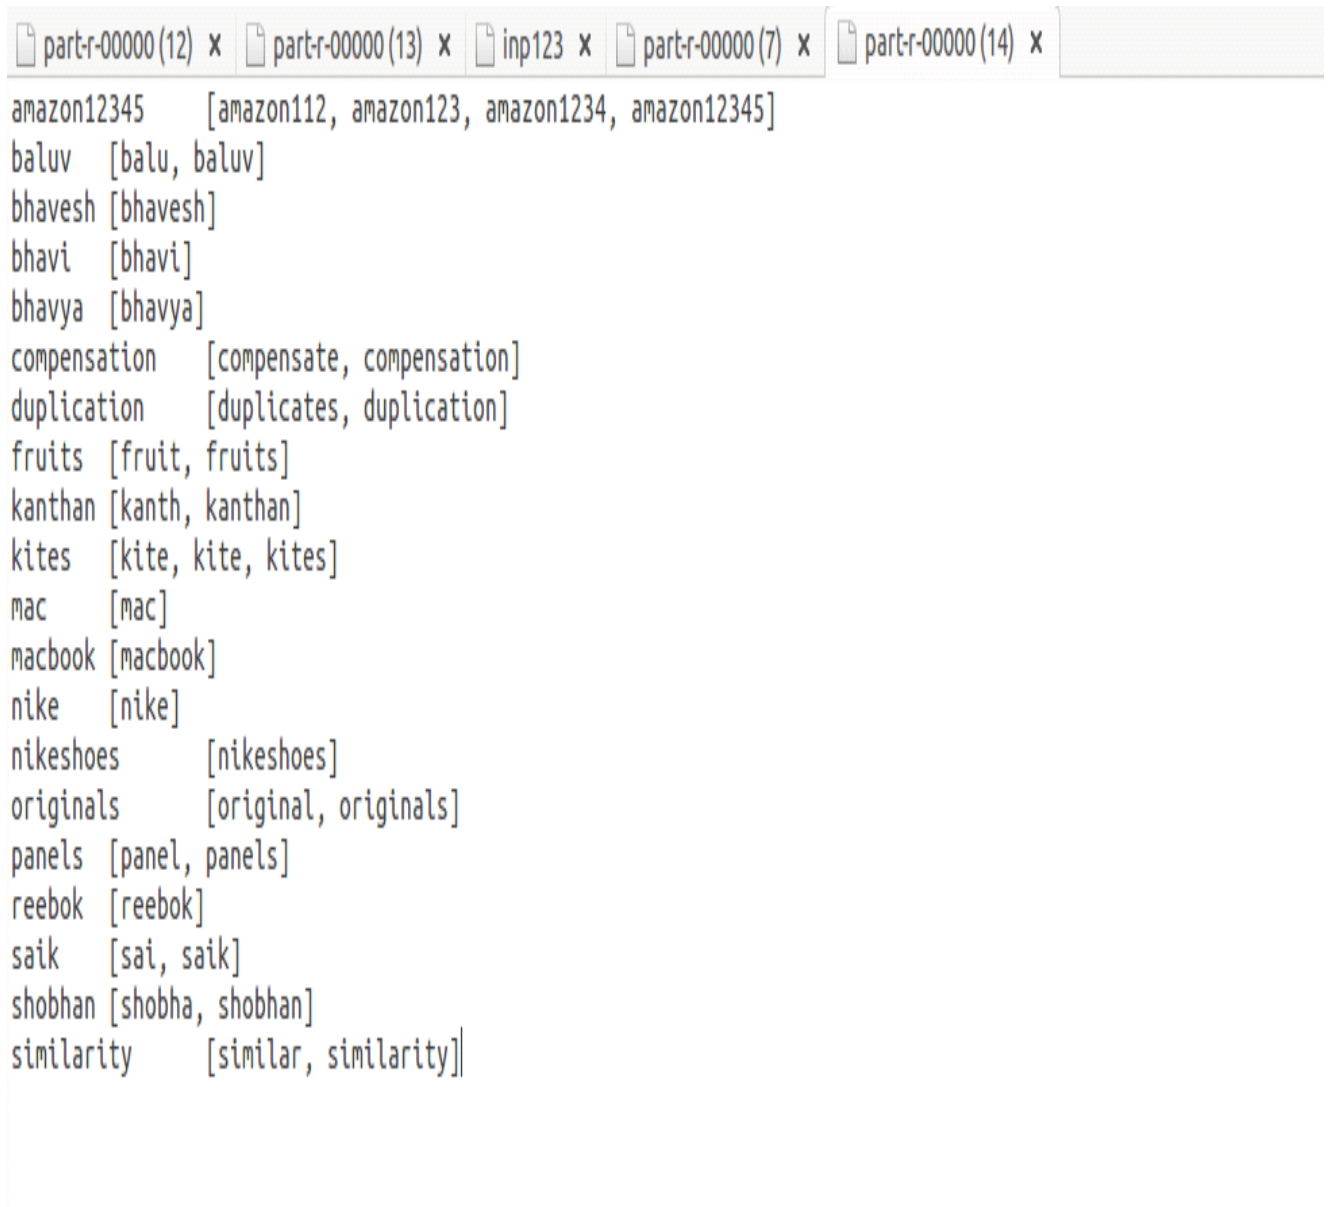 part-r-00000 (12) x part-r-00000 (13) x inp123 x part-r-00000 (7) x part-r-00000 (14) x
amazon12345 [amazon112, amazon123, amazon1234, amazon12345]
baluv [balu, baluv]
bhavesh [bhavesh]
bhavi [bhavi]
bhavya [bhavya]
compensation [compensate, compensation]
duplication [duplicates, duplication]
fruits [fruit, fruits]
kanthan [kanth, kanthan]
kites [kite, kite, kites]
mac [mac]
macbook [macbook]
nike [nike]
nikeshoes [nikeshoes]
originals [original, originals]
panels [panel, panels]
reebok [reebok]
saik [sai, saik]
shobhan [shobha, shobhan]
similarity [similar, similarity]